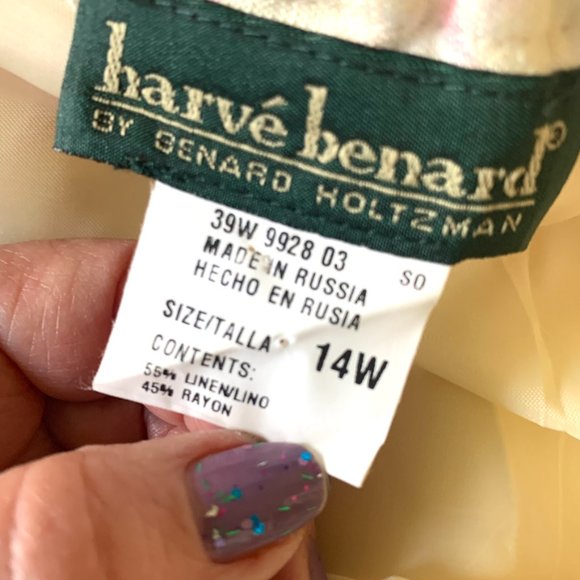 harvé benard®
BY BENARD HOLTZMAN
39W 9928 03 SO
MADE IN RUSSIA
HECHO EN RUSIA
SIZE/TALLA 14W
CONTENTS:
55% LINEN/LINO
45% RAYON